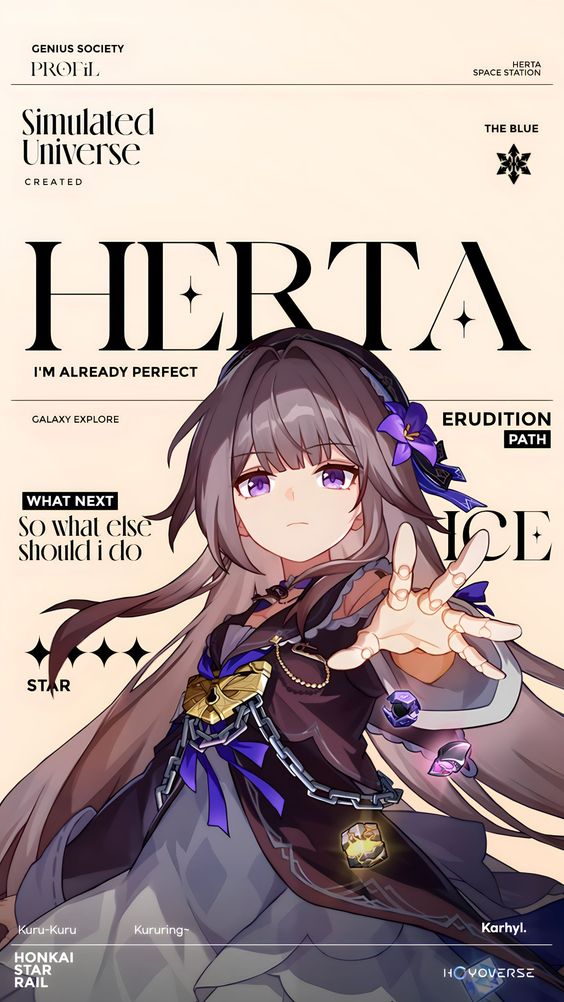 GENIUS SOCIETY
PROFiL
HERTA
SPACE STATION
Simulated
Universe
CREATED
THE BLUE
HERTA
I'M ALREADY PERFECT
GALAXY EXPLORE
ERUDITION
PATH
WHAT NEXT
So what else
should i do
ICE
STAR
Kuru-Kuru
Kururing~
Karhyl.
HONKAI
STAR
RAIL
HOYOVERSE